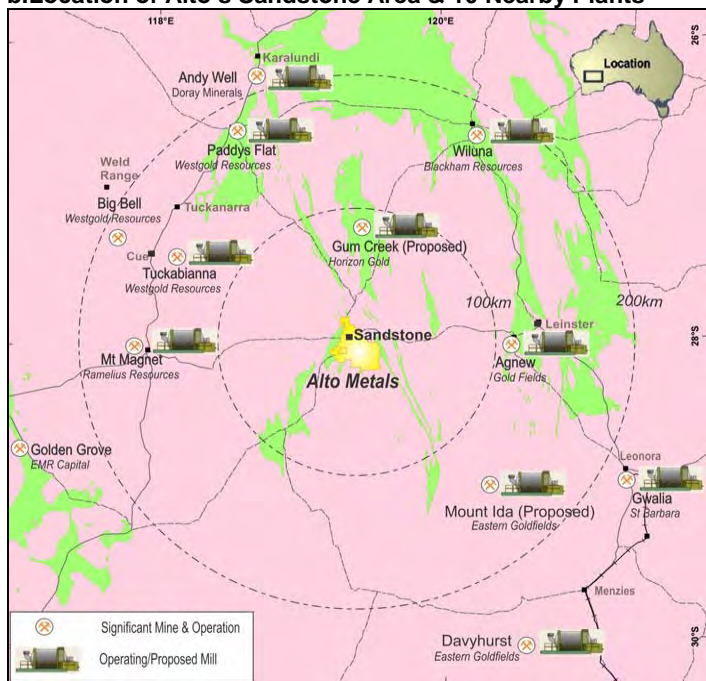 b.Location of Alto's Sandstone Area & 10 Nearby Plants
118°E
120°E
26°S
Karalundi
Location
Andy Well
Doray Minerals
Paddys Flat
Westgold Resources
Wiluna
Blackham Resources
Weld
Range
Big Bell
Westgold Resources
Tuckanarra
Gum Creek (Proposed)
Horizon Gold
Cue
Tuckabianna
Westgold Resources
100km
200km
Leinster
Sandstone
28°S
Mt Magnet
Ramelius Resources
Agnew
Gold Fields
Alto Metals
Golden Grove
EMR Capital
Leonora
Gwalia
St Barbara
Mount Ida (Proposed)
Eastern Goldfields
Menzies
Significant Mine & Operation
Operating/Proposed Mill
Davyhurst
Eastern Goldfields
30°S